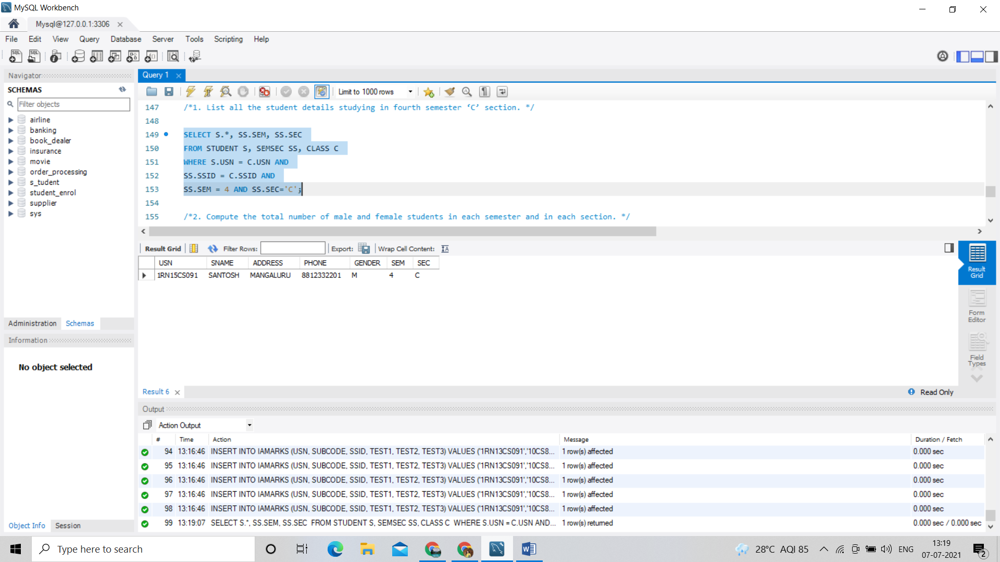 MySQL Workbench
Mysql@127.0.0.1:3306
File Edit View Query Database Server Tools Scripting Help
Navigator
SCHEMAS
Filter objects
airline
banking
book_dealer
insurance
movie
order_processing
s_tudent
student_enrol
supplier
sys
Administration Schemas
Information
No object selected
Object Info Session
Query 1
Limit to 1000 rows
147 /*1. List all the student details studying in fourth semester ‘C’ section. */
148
149 SELECT S.*, SS.SEM, SS.SEC
150 FROM STUDENT S, SEMSEC SS, CLASS C
151 WHERE S.USN = C.USN AND
152 SS.SSID = C.SSID AND
153 SS.SEM = 4 AND SS.SEC='C';
154
155 /*2. Compute the total number of male and female students in each semester and in each section. */
Result Grid Filter Rows: Export: Wrap Cell Content:
USN SNAME ADDRESS PHONE GENDER SEM SEC
1RN15CS091 SANTOSH MANGALURU 8812332201 M 4 C
Result Grid
Form Editor
Field Types
Result 6
Read Only
Output
Action Output
# Time Action Message Duration / Fetch
94 13:16:46 INSERT INTO IAMARKS (USN, SUBCODE, SSID, TEST1, TEST2, TEST3) VALUES ('1RN13CS091','10CS8... 1 row(s) affected 0.000 sec
95 13:16:46 INSERT INTO IAMARKS (USN, SUBCODE, SSID, TEST1, TEST2, TEST3) VALUES ('1RN13CS091','10CS8... 1 row(s) affected 0.000 sec
96 13:16:46 INSERT INTO IAMARKS (USN, SUBCODE, SSID, TEST1, TEST2, TEST3) VALUES ('1RN13CS091','10CS8... 1 row(s) affected 0.000 sec
97 13:16:46 INSERT INTO IAMARKS (USN, SUBCODE, SSID, TEST1, TEST2, TEST3) VALUES ('1RN13CS091','10CS8... 1 row(s) affected 0.000 sec
98 13:16:46 INSERT INTO IAMARKS (USN, SUBCODE, SSID, TEST1, TEST2, TEST3) VALUES ('1RN13CS091','10CS8... 1 row(s) affected 0.000 sec
99 13:19:07 SELECT S.*, SS.SEM, SS.SEC FROM STUDENT S, SEMSEC SS, CLASS C WHERE S.USN = C.USN AND... 1 row(s) returned 0.000 sec / 0.000 sec
Type here to search
28°C AQI 85
ENG
13:19
07-07-2021
2